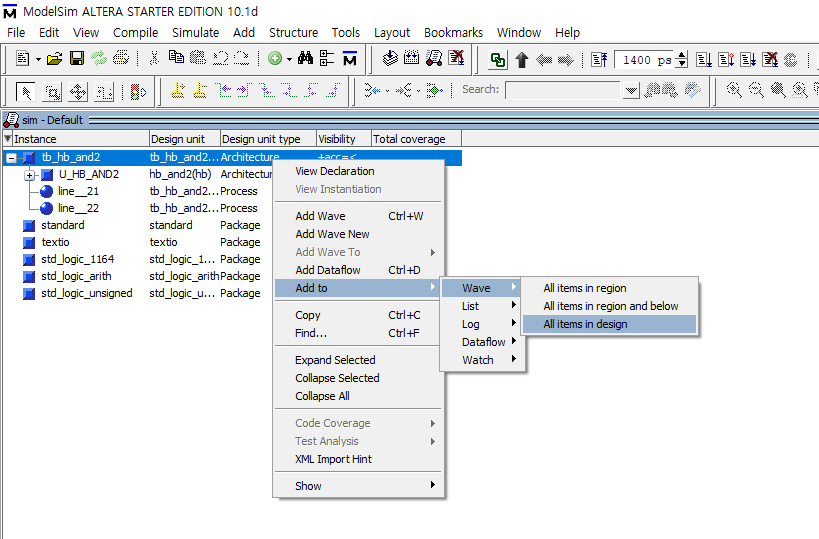 ModelSim ALTERA STARTER EDITION 10.1d
File Edit View Compile Simulate Add Structure Tools Layout Bookmarks Window Help
1400 ps
Search:
sim - Default
Instance Design unit Design unit type Visibility Total coverage
tb_hb_and2 tb_hb_and2... Architecture +acc=<
U_HB_AND2 hb_and2(hb) Architectur
line__21 tb_hb_and2... Process
line__22 tb_hb_and2... Process
standard standard Package
textio textio Package
std_logic_1164 std_logic_1... Package
std_logic_arith std_logic_arith Package
std_logic_unsigned std_logic_u... Package
View Declaration
View Instantiation
Add Wave Ctrl+W
Add Wave New
Add Wave To
Add Dataflow Ctrl+D
Add to
Copy Ctrl+C
Find... Ctrl+F
Expand Selected
Collapse Selected
Collapse All
Code Coverage
Test Analysis
XML Import Hint
Show
Wave
List
Log
Dataflow
Watch
All items in region
All items in region and below
All items in design